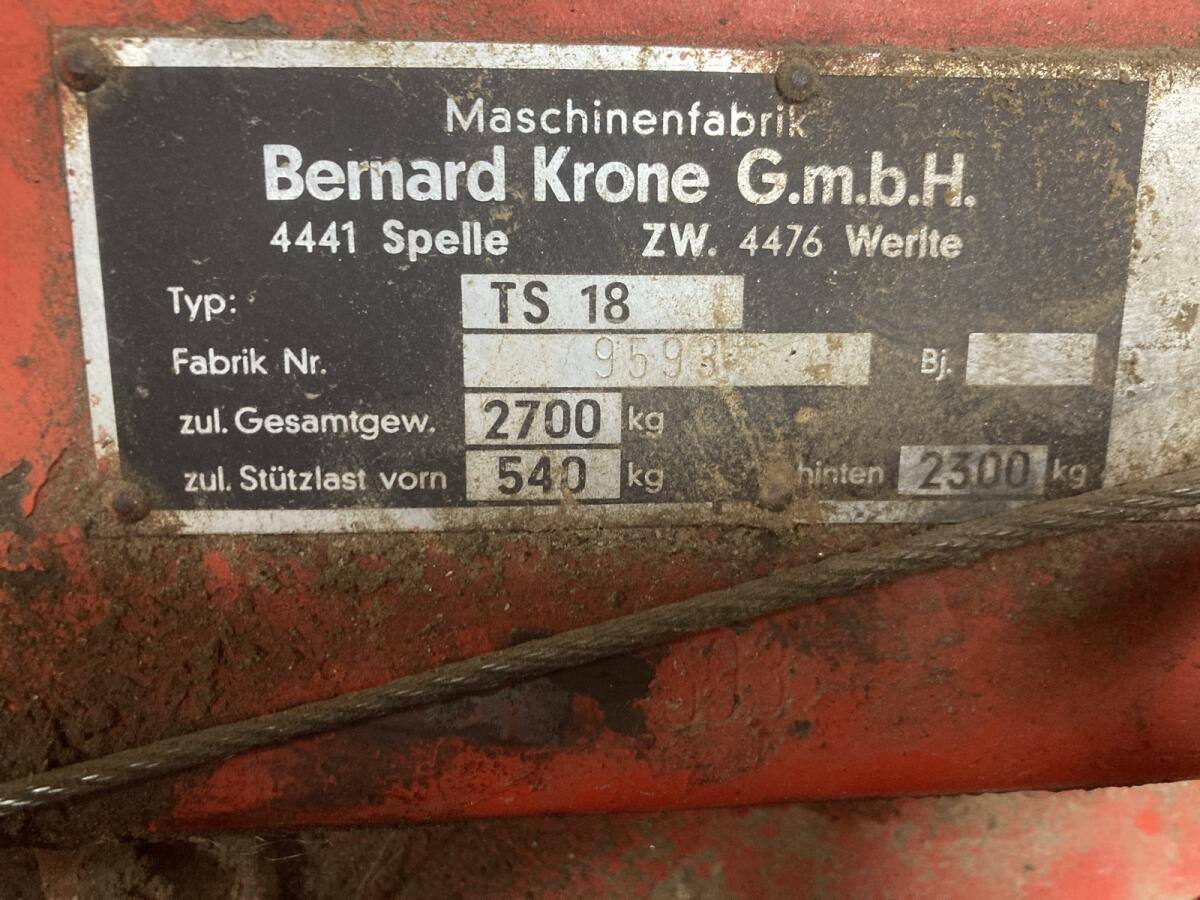 Maschinenfabrik
Bernard Krone G.m.b.H.
4441 Spelle ZW. 4476 Werlte
Typ: TS 18
Fabrik Nr. 9593 Bj.
zul. Gesamtgew. 2700 kg
zul. Stützlast vorn 540 kg hinten 2300 kg